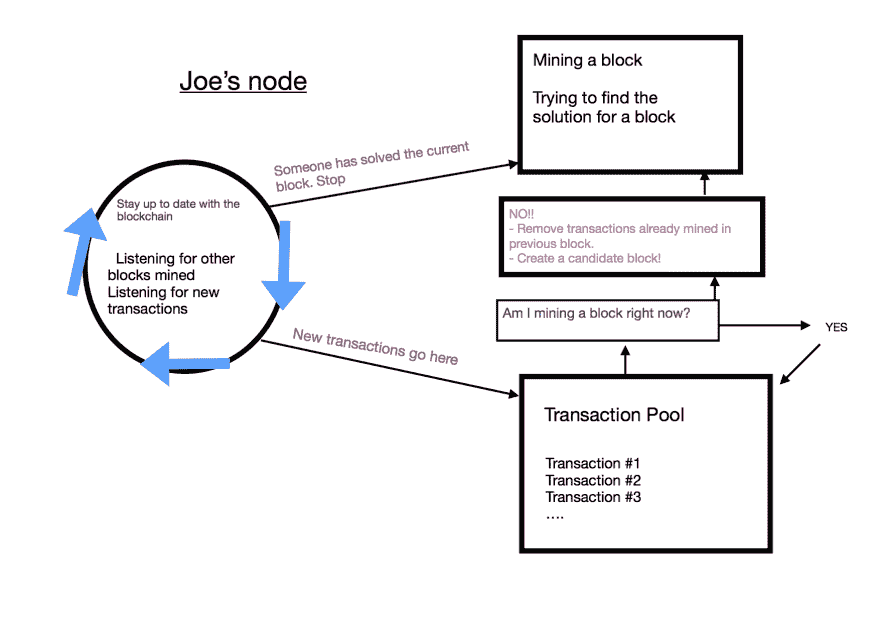 Joe's node
Mining a block
Trying to find the
solution for a block
Someone has solved the current
block. Stop
Stay up to date with the
blockchain
Listening for other
blocks mined
Listening for new
transactions
NO!!
- Remove transactions already mined in
previous block.
- Create a candidate block!
Am I mining a block right now?
YES
New transactions go here
Transaction Pool
Transaction #1
Transaction #2
Transaction #3
....